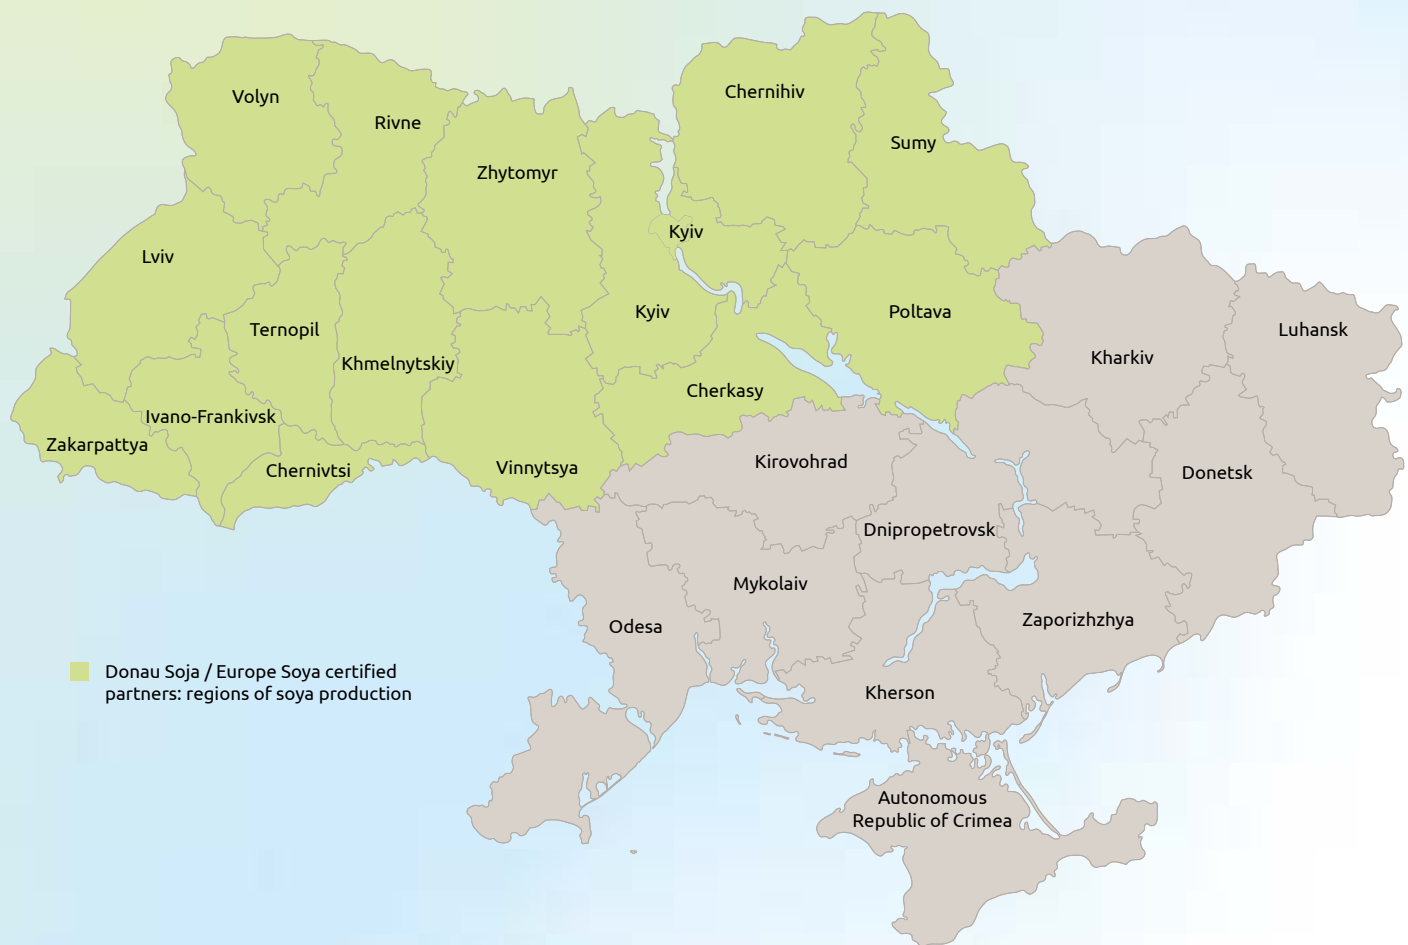 Chernihiv
Volyn
Rivne
Sumy
Zhytomyr
Kyiv
Lviv
Kyiv
Poltava
Ternopil
Luhansk
Kharkiv
Khmelnytskiy
Cherkasy
Ivano-Frankivsk
Zakarpattya
Kirovohrad
Vinnytsya
Chernivtsi
Donetsk
Dnipropetrovsk
Mykolaiv
Zaporizhzhya
Odesa
Donau Soja / Europe Soya certified
partners: regions of soya production
Kherson
Autonomous
Republic of Crimea